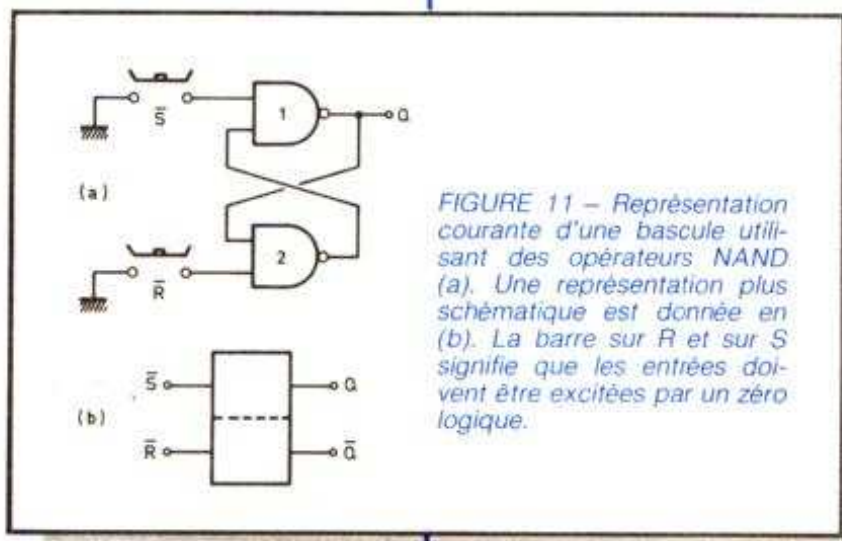 S̅
1
Q
(a)
2
R̅
S̅
Q
(b)
R̅
Q̅
FIGURE 11 – Représentation
courante d'une bascule utili-
sant des opérateurs NAND
(a). Une représentation plus
schématique est donnée en
(b). La barre sur R et sur S
signifie que les entrées doi-
vent être excitées par un zéro
logique.